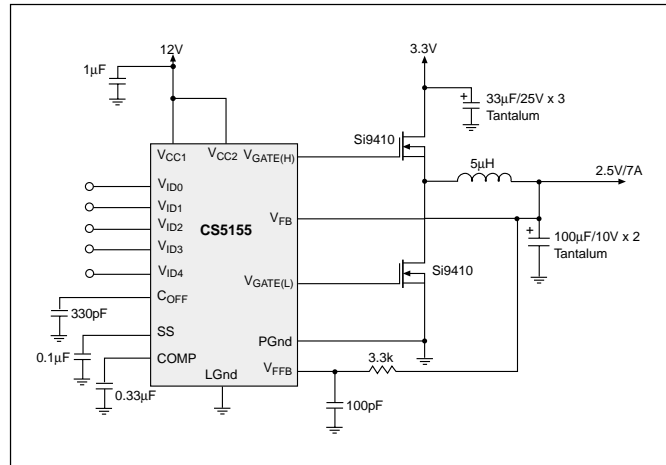 12V
1µF
3.3V
33µF/25V x 3
Tantalum
Si9410
VCC1
VCC2
VGATE(H)
5µH
2.5V/7A
VID0
VID1
VID2
VID3
VID4
CS5155
VFB
100µF/10V x 2
Tantalum
Si9410
VGATE(L)
COFF
330pF
SS
PGnd
0.1µF
COMP
3.3k
LGnd
VFFB
0.33µF
100pF